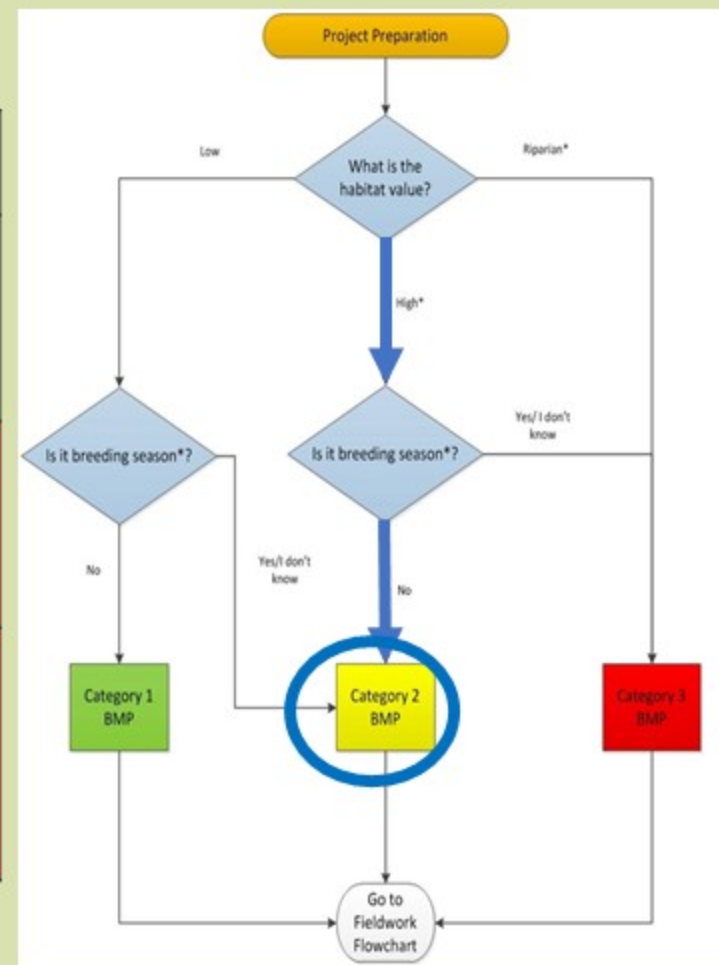 Project Preparation
Low
Riparian*
What is the
habitat value?
High*
Yes/ I don't
know
Is it breeding season*?
Is it breeding season*?
No
Yes/I don't
know
No
Category 1
BMP
Category 2
BMP
Category 3
BMP
Go to
Fieldwork
Flowchart